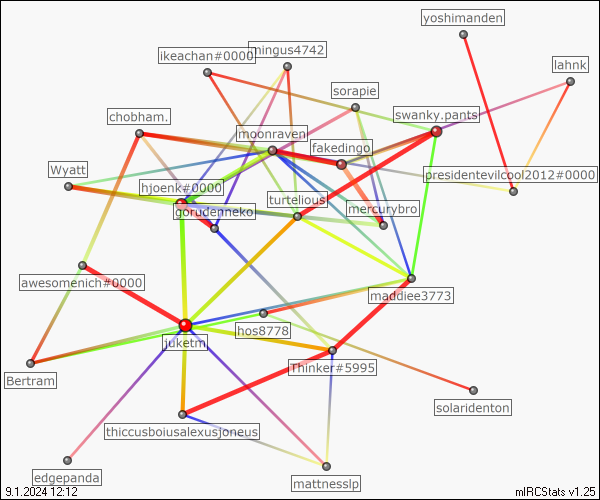 yoshimanden
ikeachan#0000
mingus4742
lahnk
sorapie
chobham.
swanky.pants
moonraven
fakedingo
Wyatt
presidentevilcool2012#0000
hjoenk#0000
turtelious
gorudenneko
mercurybro
awesomenich#0000
maddiee3773
hos8778
juketml
Thinker#5995
Bertram
solaridenton
thiccusboiusalexusjoneus
edgepanda
mattnesslp
9.1.2024 12:12
mIRCStats v1.25